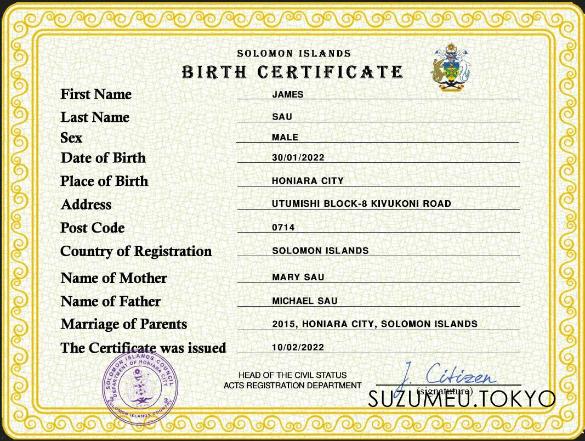 SOLOMON ISLANDS
BIRTH CERTIFICATE
First Name JAMES
Last Name SAU
Sex MALE
Date of Birth 30/01/2022
Place of Birth HONIARA CITY
Address UTUMISHI BLOCK-8 KIVUKONI ROAD
Post Code 0714
Country of Registration SOLOMON ISLANDS
Name of Mother MARY SAU
Name of Father MICHAEL SAU
Marriage of Parents 2015, HONIARA CITY, SOLOMON ISLANDS
The Certificate was issued 10/02/2022
SOLOMON ISLANDS COUNCIL
DEPARTMENT OF HONIARA CITY
HEAD OF THE CIVIL STATUS
ACTS REGISTRATION DEPARTMENT
J. Citizen
(signature)
SUZUMEU.TOKYO